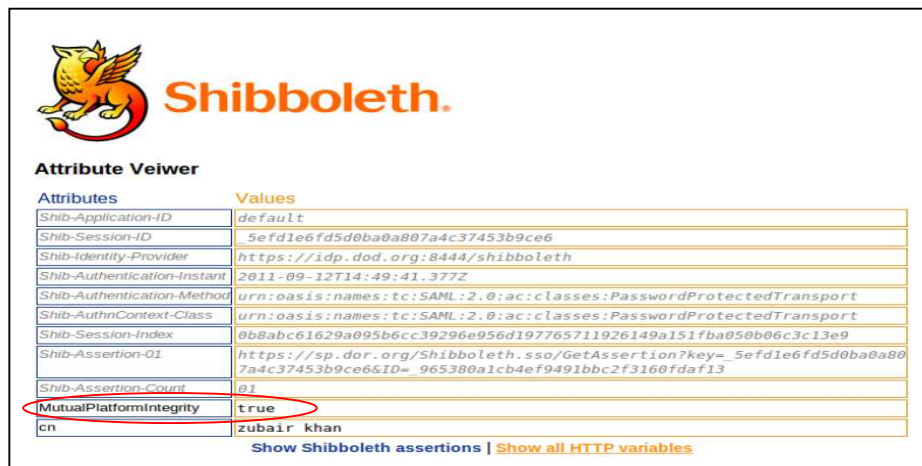 Shibboleth.
Attribute Veiwer
Attributes Values
Shib-Application-ID default
Shib-Session-ID _5efd1e6fd5d0ba0a807a4c37453b9ce6
Shib-Identity-Provider https://idp.dod.org:8444/shibboleth
Shib-Authentication-Instant 2011-09-12T14:49:41.377Z
Shib-Authentication-Method urn:oasis:names:tc:SAML:2.0:ac:classes:PasswordProtectedTransport
Shib-AuthnContext-Class urn:oasis:names:tc:SAML:2.0:ac:classes:PasswordProtectedTransport
Shib-Session-Index 0b8abc61629a095b6cc39296e956d197765711926149a151fba050b06c3c13e9
Shib-Assertion-01 https://sp.dor.org/Shibboleth.sso/GetAssertion?key=_5efd1e6fd5d0ba0a80
7a4c37453b9ce6&ID=_965380a1cb4ef9491bbc2f3160fdaf13
Shib-Assertion-Count 01
MutualPlatformIntegrity true
cn zubair khan
Show Shibboleth assertions | Show all HTTP variables